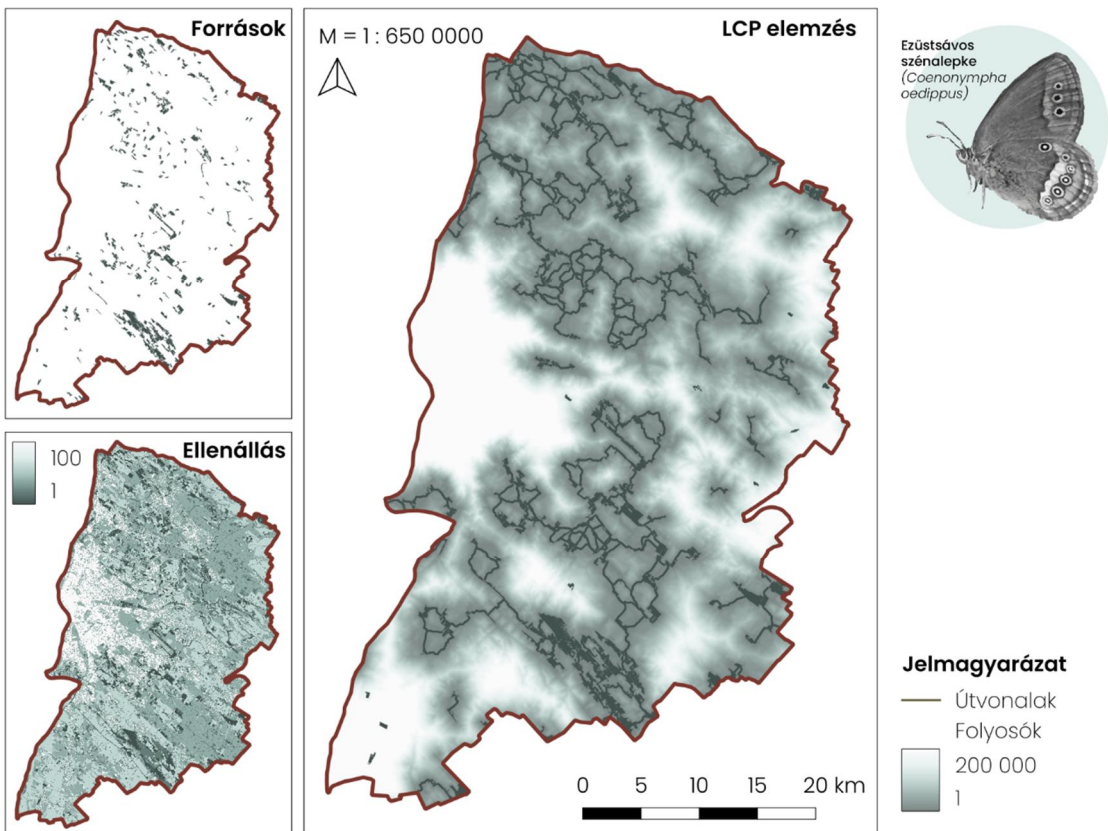 Források
Ellenállás
100
1
M = 1 : 650 0000
LCP elemzés
0 5 10 15 20 km
Ezüstsávos
szénalepke
(Coenonympha
oedippus)
Jelmagyarázat
Útvonalak
Folyosók
200 000
1